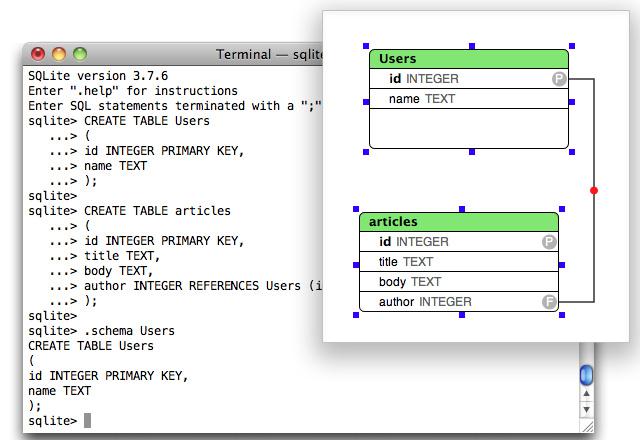 Terminal — sqlite
SQLite version 3.7.6
Enter ".help" for instructions
Enter SQL statements terminated with a ";"
sqlite> CREATE TABLE Users
...> (
...> id INTEGER PRIMARY KEY,
...> name TEXT
...> );
sqlite>
sqlite> CREATE TABLE articles
...> (
...> id INTEGER PRIMARY KEY,
...> title TEXT,
...> body TEXT,
...> author INTEGER REFERENCES Users (i
...> );
sqlite>
sqlite> .schema Users
CREATE TABLE Users
(
id INTEGER PRIMARY KEY,
name TEXT
);
sqlite>
Users
id INTEGER P
name TEXT
articles
id INTEGER P
title TEXT
body TEXT
author INTEGER F